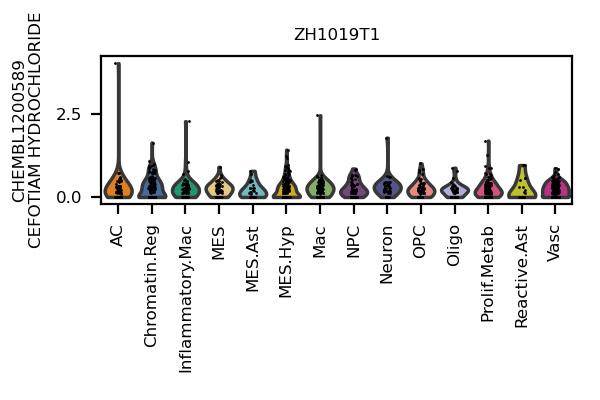 ZH1019T1
CHEMBL1200589
CEFOTIAM HYDROCHLORIDE
2.5
0.0
AC
Chromatin.Reg
Inflammatory.Mac
MES
MES.Ast
MES.Hyp
Mac
NPC
Neuron
OPC
Oligo
Prolif.Metab
Reactive.Ast
Vasc